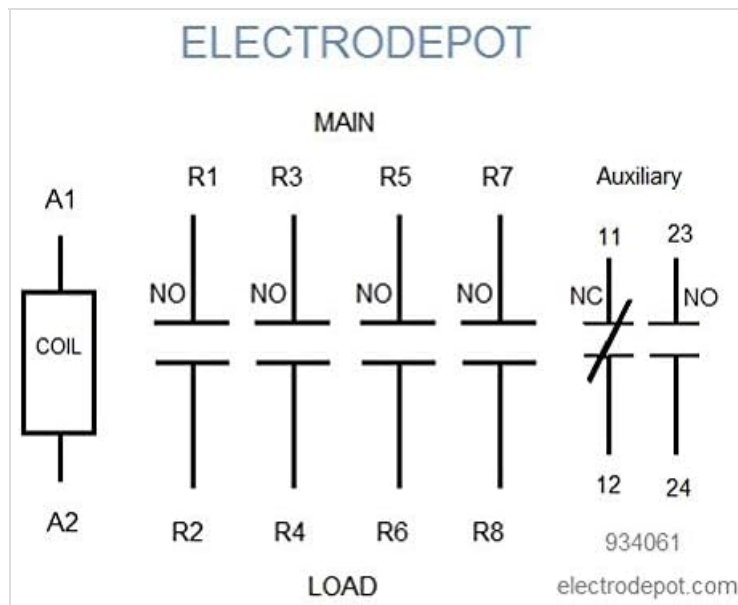 ELECTRODEPOT
MAIN
R1 R3 R5 R7 Auxiliary
A1
11 23
NO NO NO NO NC NO
COIL
12 24
A2 R2 R4 R6 R8
934061
LOAD electrodepot.com